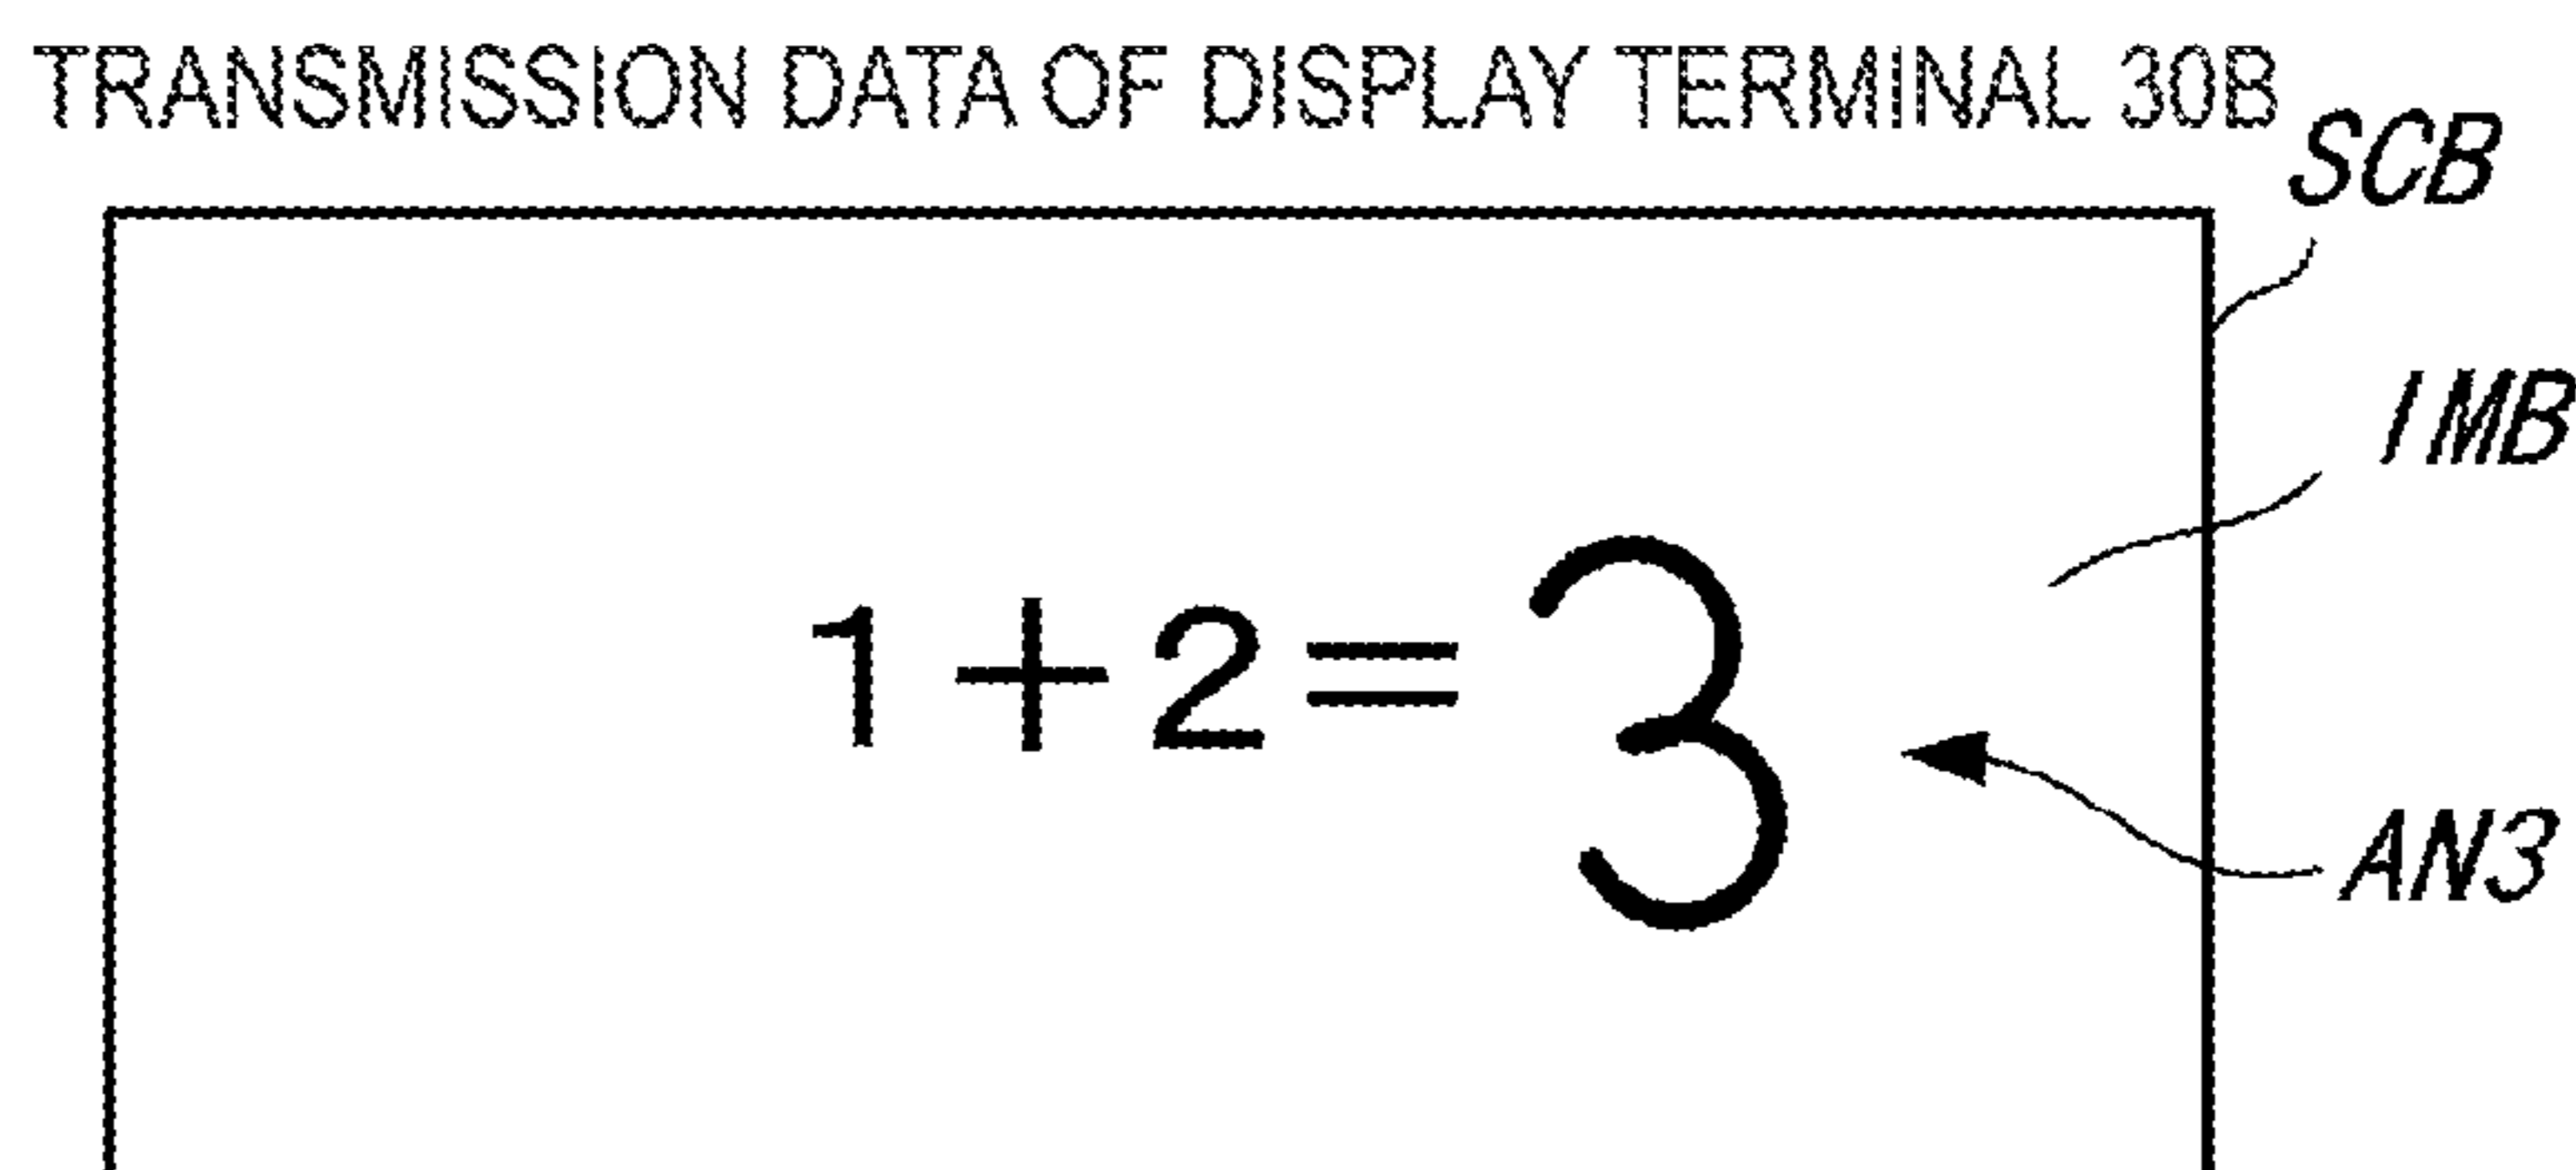 TRANSMISSION DATA OF DISPLAY TERMINAL 30B
SCB
IMB
1+2=3
AN3